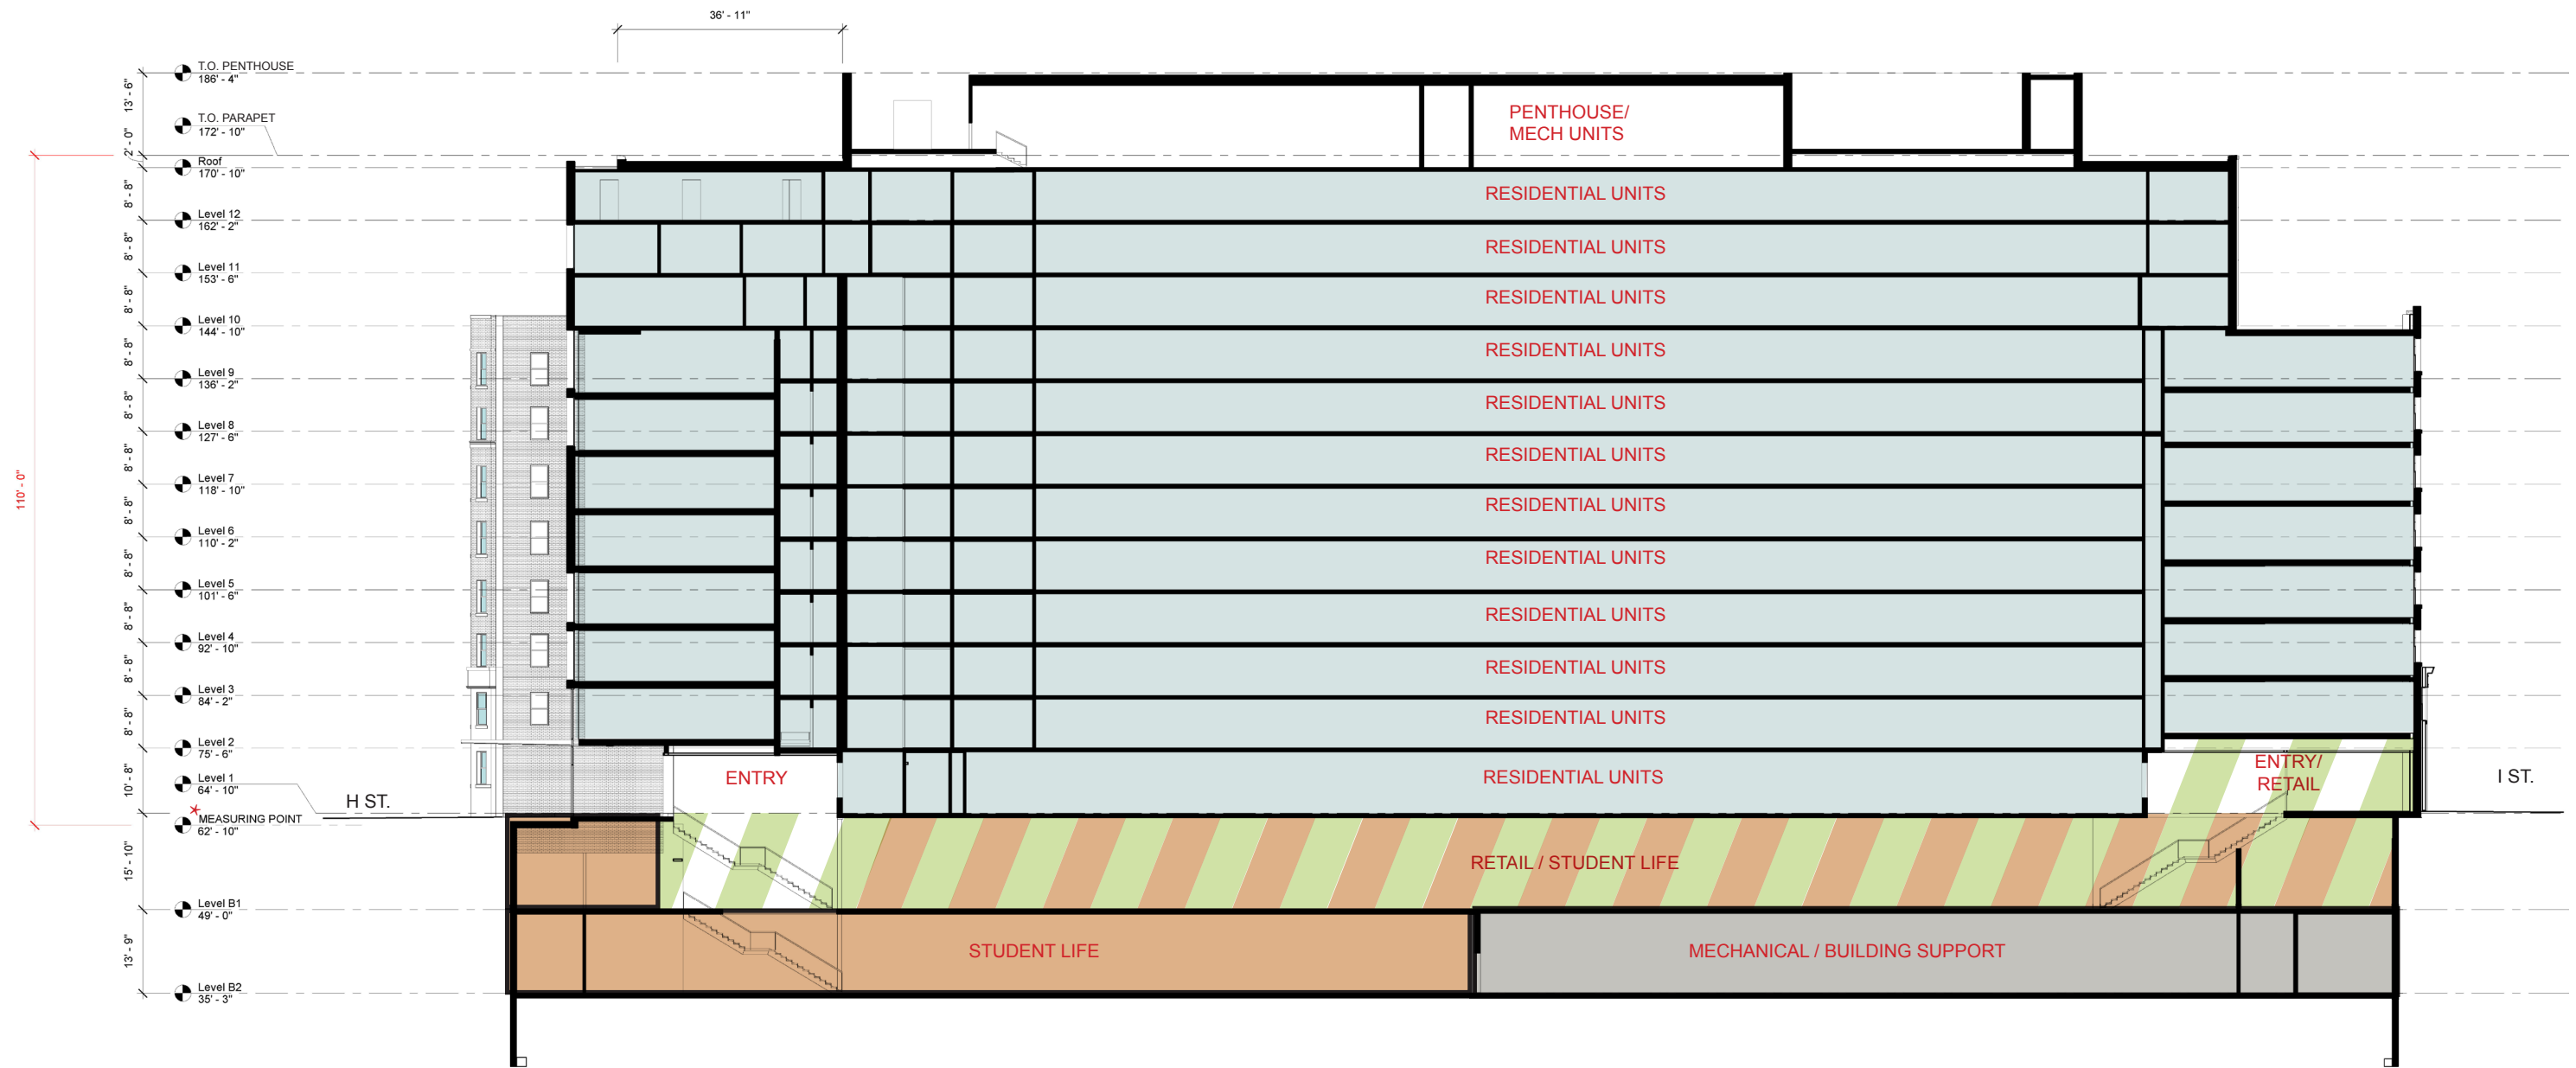 36' - 11"
T.O. PENTHOUSE
186' - 4"
13' - 6"
T.O. PARAPET
172' - 10"
2' - 0"
Roof
170' - 10"
8' - 8"
Level 12
162' - 2"
8' - 8"
Level 11
153' - 6"
8' - 8"
Level 10
144' - 10"
8' - 8"
Level 9
136' - 2"
8' - 8"
Level 8
127' - 6"
8' - 8"
Level 7
118' - 10"
8' - 8"
Level 6
110' - 2"
8' - 8"
Level 5
101' - 6"
8' - 8"
Level 4
92' - 10"
8' - 8"
Level 3
84' - 2"
8' - 8"
Level 2
75' - 6"
10' - 8"
Level 1
64' - 10"
*
MEASURING POINT
62' - 10"
15' - 10"
Level B1
49' - 0"
13' - 9"
Level B2
35' - 3"
110' - 0"
H ST.
PENTHOUSE/
MECH UNITS
RESIDENTIAL UNITS
RESIDENTIAL UNITS
RESIDENTIAL UNITS
RESIDENTIAL UNITS
RESIDENTIAL UNITS
RESIDENTIAL UNITS
RESIDENTIAL UNITS
RESIDENTIAL UNITS
RESIDENTIAL UNITS
RESIDENTIAL UNITS
RESIDENTIAL UNITS
ENTRY
RESIDENTIAL UNITS
ENTRY/
RETAIL
I ST.
RETAIL / STUDENT LIFE
STUDENT LIFE
MECHANICAL / BUILDING SUPPORT